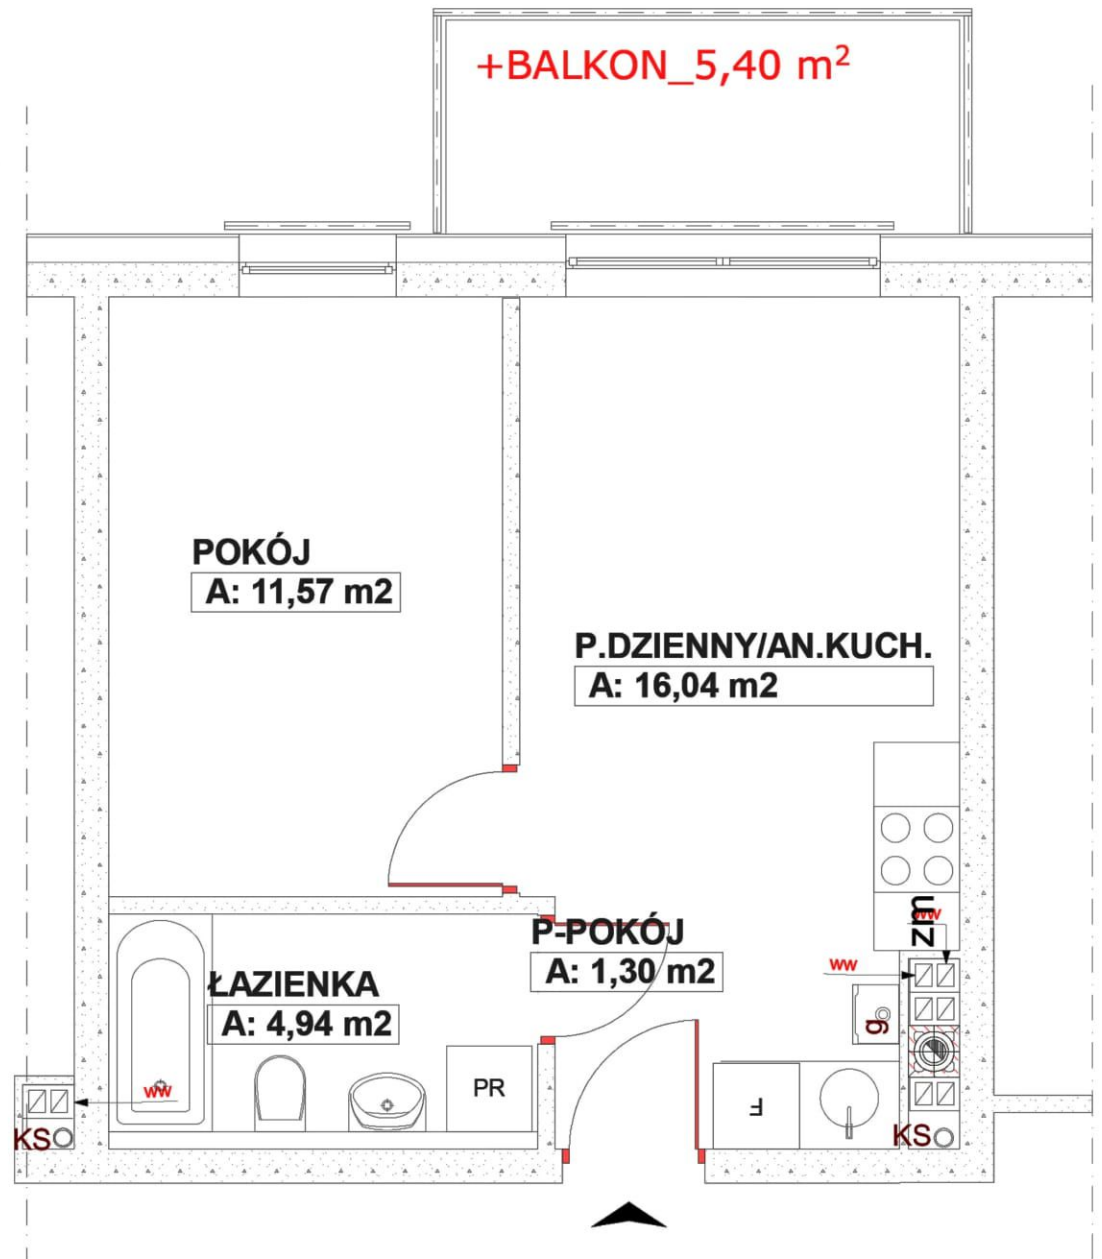 +BALKON_5,40 m²
POKÓJ
A: 11,57 m2
P.DZIENNY/AN.KUCH.
A: 16,04 m2
zm
ww
P-POKÓJ
A: 1,30 m2
ww
ŁAZIENKA
A: 4,94 m2
g
ww
PR
F
KS
KS